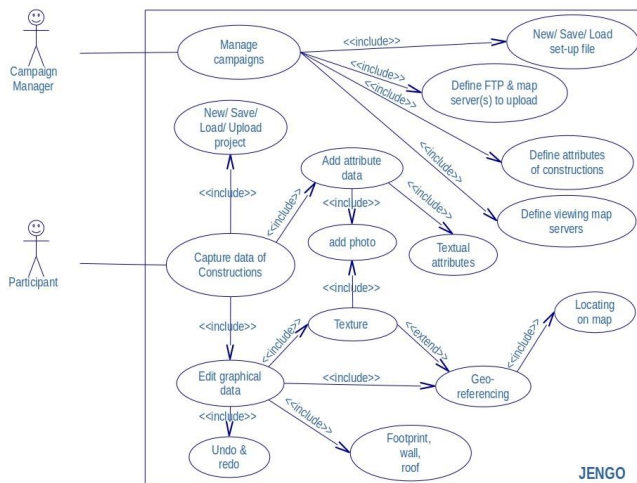 Campaign
Manager
Manage
campaigns
<<include>>
New/ Save/ Load
set-up file
<<include>>
Define FTP & map
server(s) to upload
<<include>>
Define attributes
of constructions
<<include>>
Define viewing map
servers
New/ Save/
Load/ Upload
project
<<include>>
Add attribute
data
<<include>>
<<include>>
<<include>>
add photo
Textual
attributes
Participant
Capture data of
Constructions
<<include>>
<<include>>
Texture
<<include>>
<<extend>>
Locating
on map
<<include>>
Edit graphical
data
<<include>>
Geo-
referencing
<<include>>
<<include>>
Undo &
redo
Footprint,
wall,
roof
JENGO